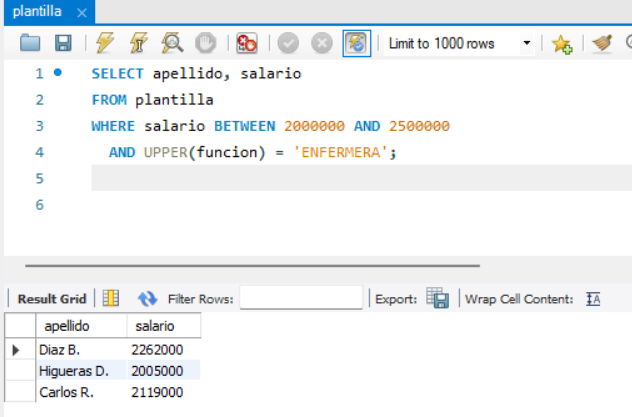 plantilla
Limit to 1000 rows
1 SELECT apellido, salario
2 FROM plantilla
3 WHERE salario BETWEEN 2000000 AND 2500000
4 AND UPPER(funcion) = 'ENFERMERA';
5
6
Result Grid Filter Rows: Export: Wrap Cell Content: IA
apellido salario
Diaz B. 2262000
Higueras D. 2005000
Carlos R. 2119000